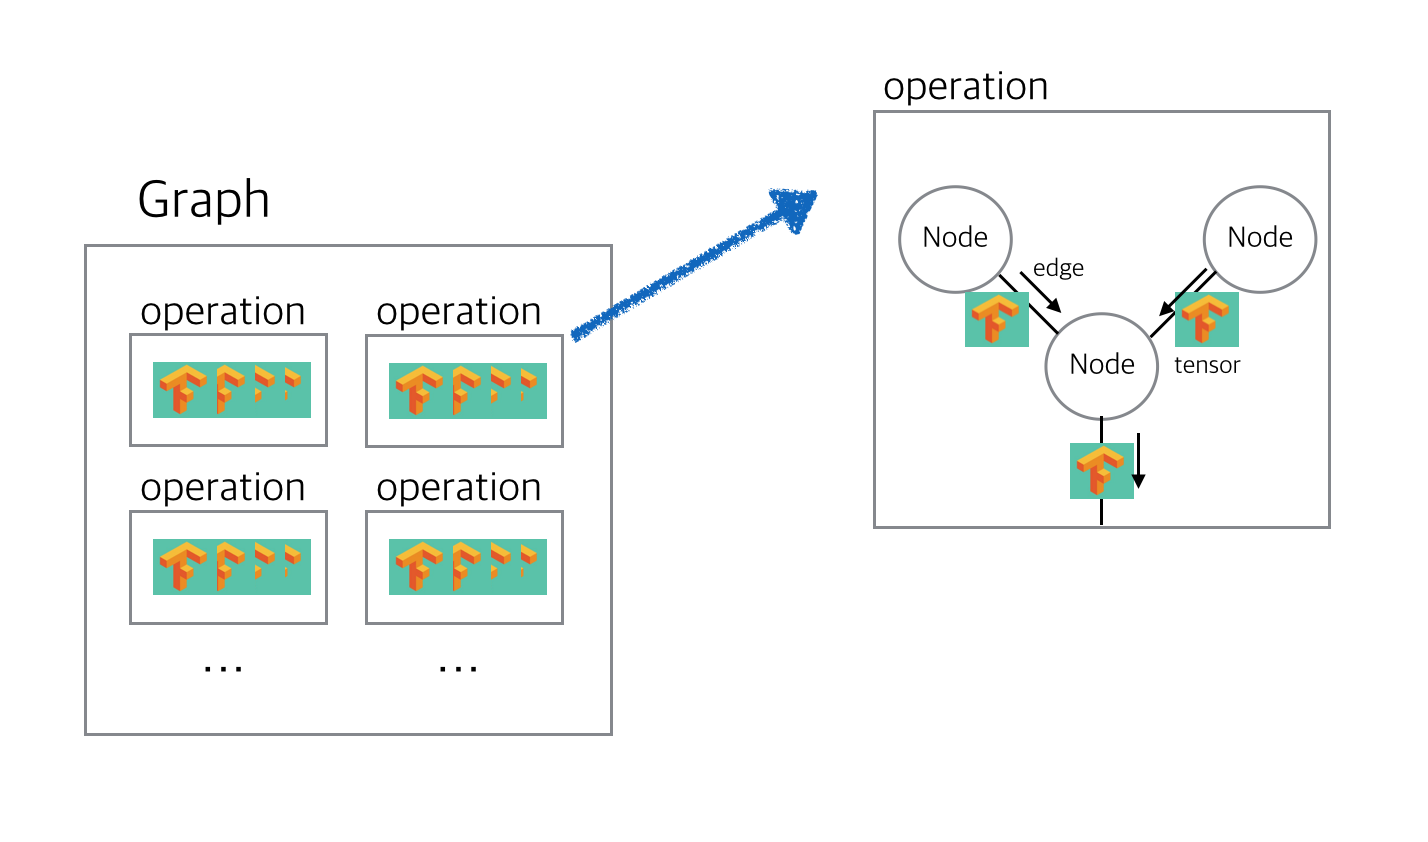 Graph
operation
operation
operation
operation
...
...
operation
Node
Node
edge
Node
tensor